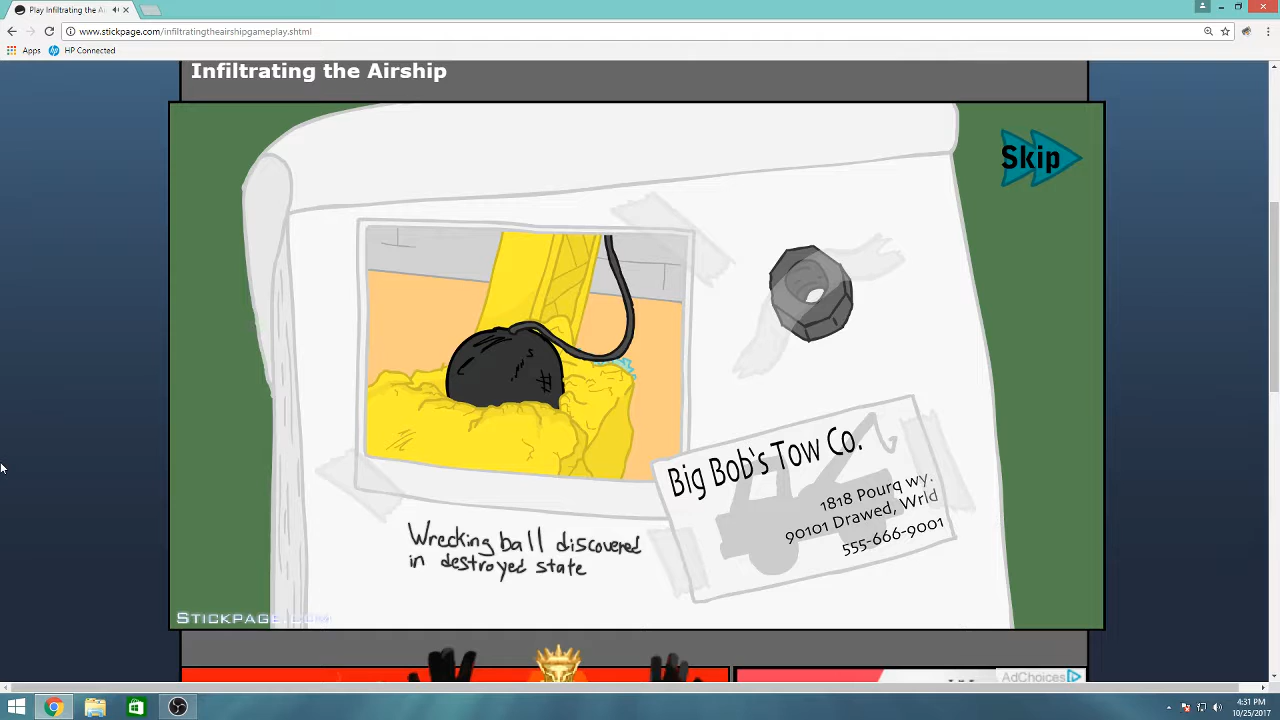 Play Infiltrating the Ai
www.stickpage.com/infiltratingtheairshipgameplay.shtml
Apps
HP Connected
Infiltrating the Airship
Skip
Big Bob's Tow Co.
1818 Pourq wy.
90101 Drawed, Wrld
555-666-9001
Wrecking ball discovered
in destroyed state
STICKPAGE.COM
AdChoices
4:31 PM
10/25/2017